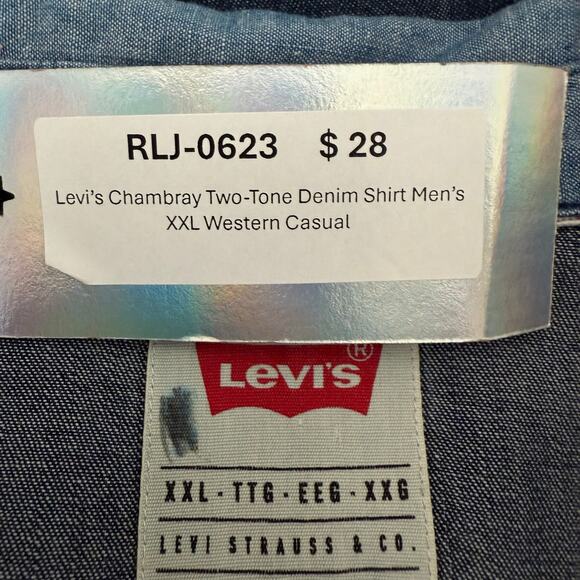 RLJ-0623 $ 28
Levi's Chambray Two-Tone Denim Shirt Men's
XXL Western Casual
LEVI'S ®
XXL - TTG - EEG - XXG
LEVI STRAUSS & CO.